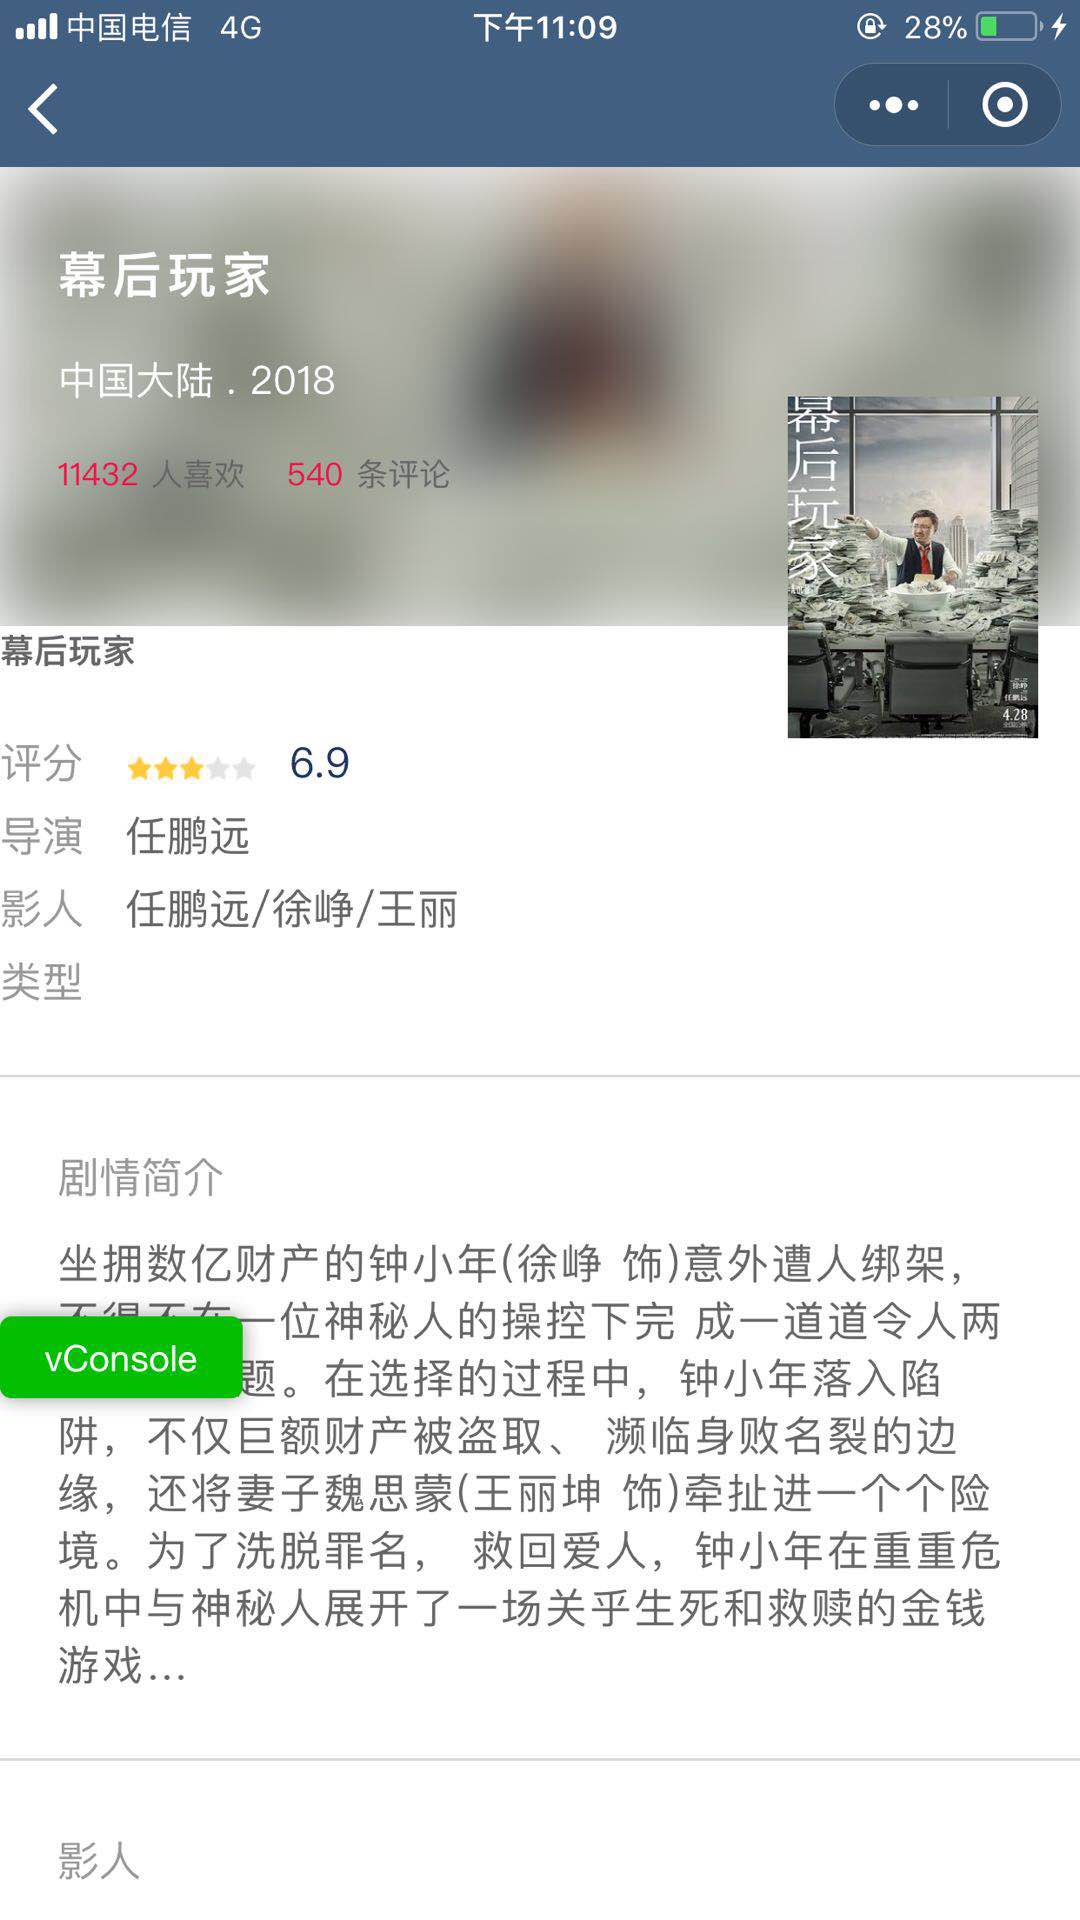 中国电信 4G 下午11:09 28%
幕后玩家
中国大陆 . 2018
11432 人喜欢 540 条评论
幕后玩家
徐峥
任鹏远
4.28
幕后玩家
评分 6.9
导演 任鹏远
影人 任鹏远/徐峥/王丽
类型
剧情简介
坐拥数亿财产的钟小年(徐峥 饰)意外遭人绑架，
不得不在一位神秘人的操控下完 成一道道令人两
vConsole
题。在选择的过程中，钟小年落入陷
阱，不仅巨额财产被盗取、 濒临身败名裂的边
缘，还将妻子魏思蒙(王丽坤 饰)牵扯进一个个险
境。为了洗脱罪名， 救回爱人，钟小年在重重危
机中与神秘人展开了一场关乎生死和救赎的金钱
游戏...
影人